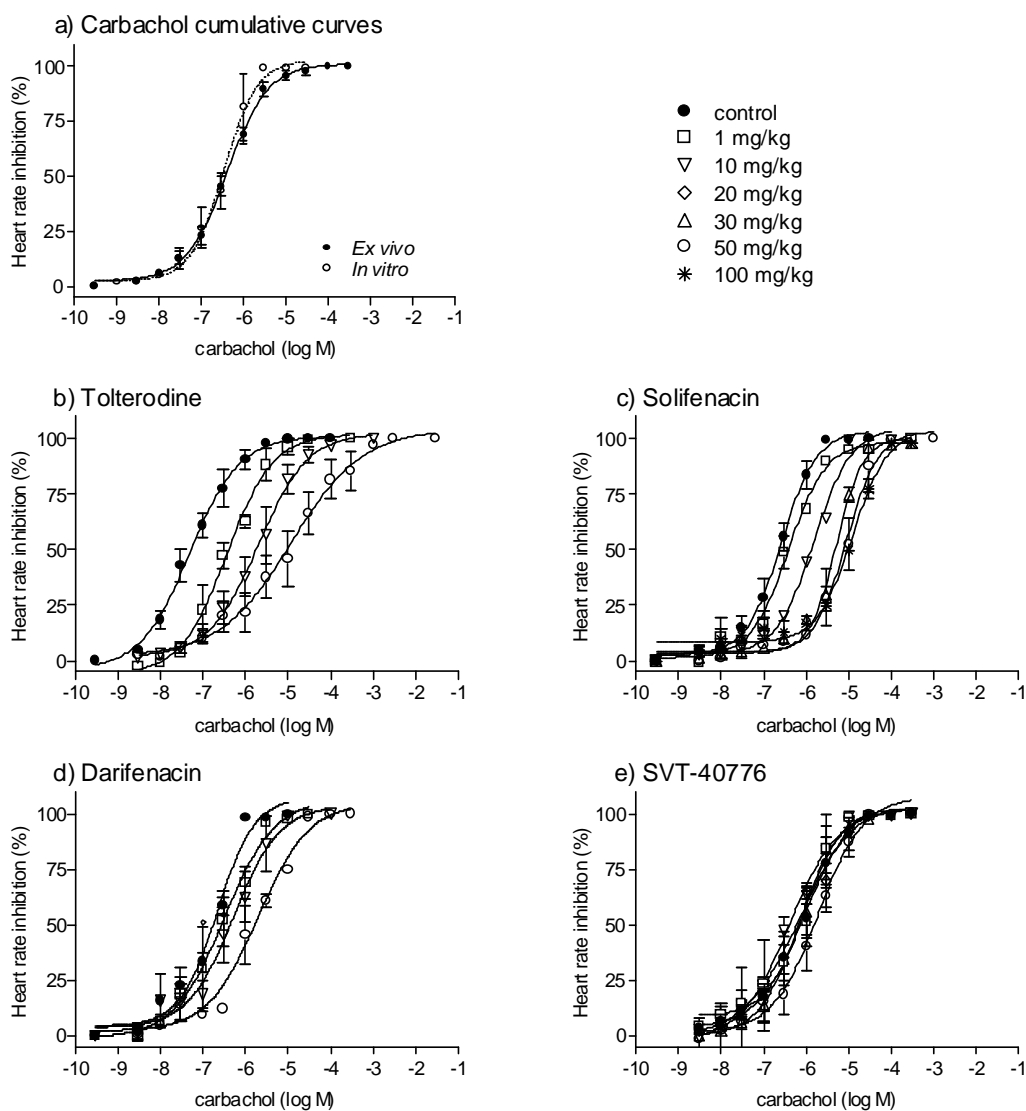 a) Carbachol cumulative curves
Heart rate inhibition (%)
100
75
50
25
0
Ex vivo
In vitro
-10 -9 -8 -7 -6 -5 -4 -3 -2 -1
carbachol (log M)
control
1 mg/kg
10 mg/kg
20 mg/kg
30 mg/kg
50 mg/kg
100 mg/kg
b) Tolterodine
Heart rate inhibition (%)
100
75
50
25
0
-10 -9 -8 -7 -6 -5 -4 -3 -2 -1
carbachol (log M)
c) Solifenacin
Heart rate inhibition (%)
100
75
50
25
0
-10 -9 -8 -7 -6 -5 -4 -3 -2 -1
carbachol (log M)
d) Darifenacin
Heart rate inhibition (%)
100
75
50
25
0
-10 -9 -8 -7 -6 -5 -4 -3 -2 -1
carbachol (log M)
e) SVT-40776
Heart rate inhibition (%)
100
75
50
25
0
-10 -9 -8 -7 -6 -5 -4 -3 -2 -1
carbachol (log M)